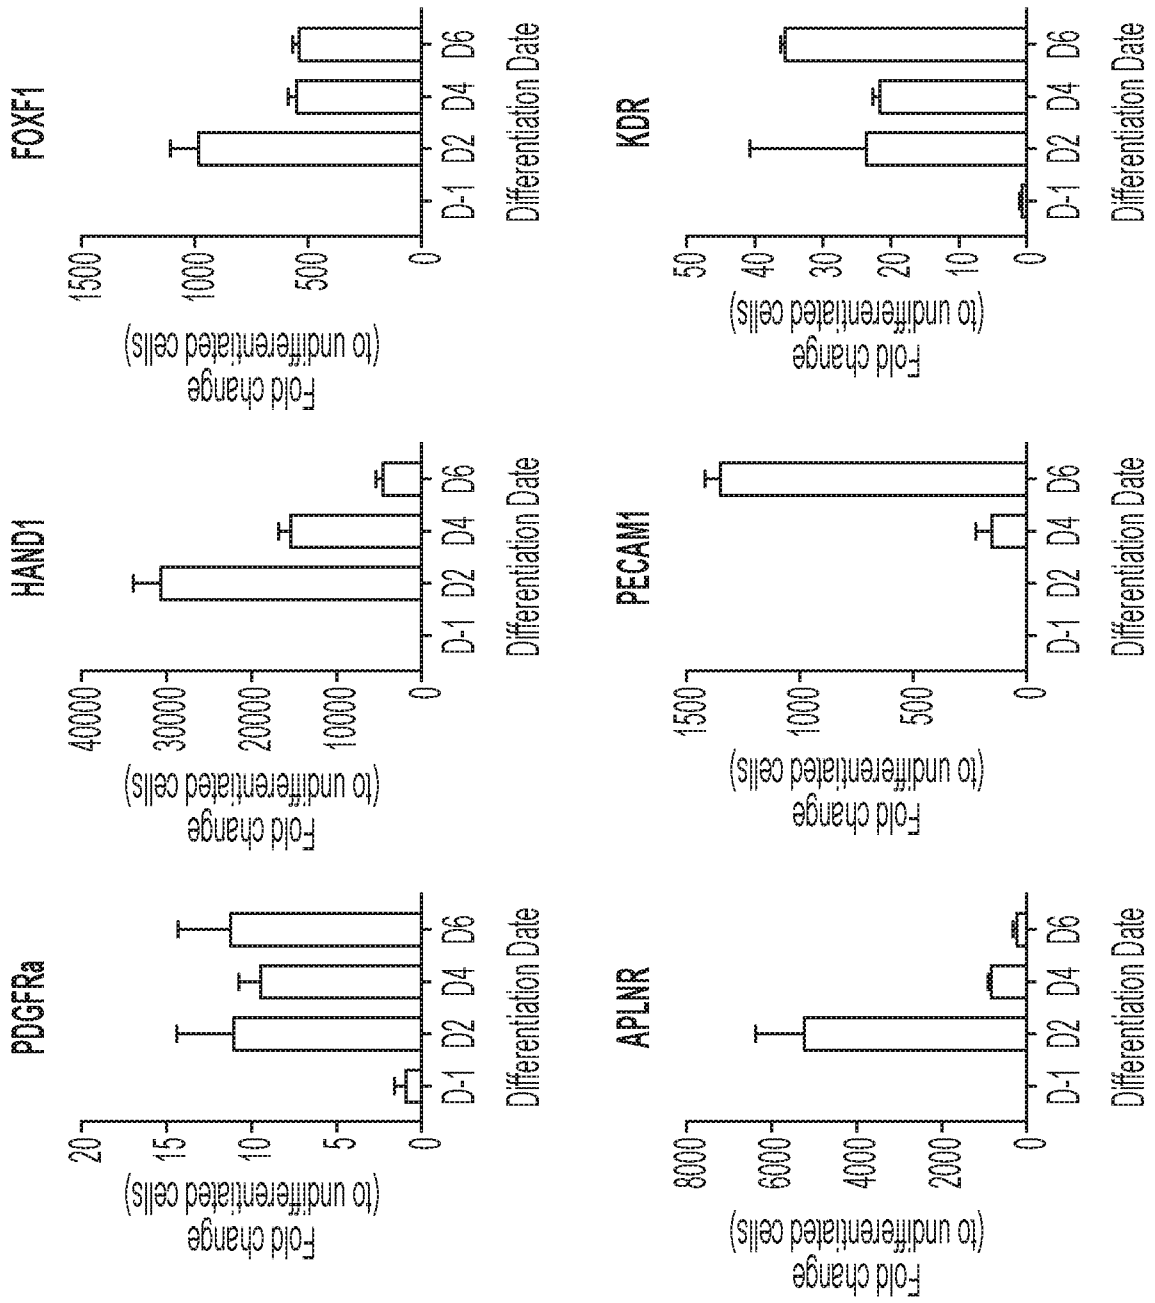 PDGFRa
Fold change
(to undifferentiated cells)
20
15
10
5
0
D-1 D2 D4 D6
Differentiation Date
HAND1
Fold change
(to undifferentiated cells)
40000
30000
20000
10000
0
D-1 D2 D4 D6
Differentiation Date
FOXF1
Fold change
(to undifferentiated cells)
1500
1000
500
0
D-1 D2 D4 D6
Differentiation Date
APLNR
Fold change
(to undifferentiated cells)
8000
6000
4000
2000
0
D-1 D2 D4 D6
Differentiation Date
PECAM1
Fold change
(to undifferentiated cells)
1500
1000
500
0
D-1 D2 D4 D6
Differentiation Date
KDR
Fold change
(to undifferentiated cells)
50
40
30
20
10
0
D-1 D2 D4 D6
Differentiation Date